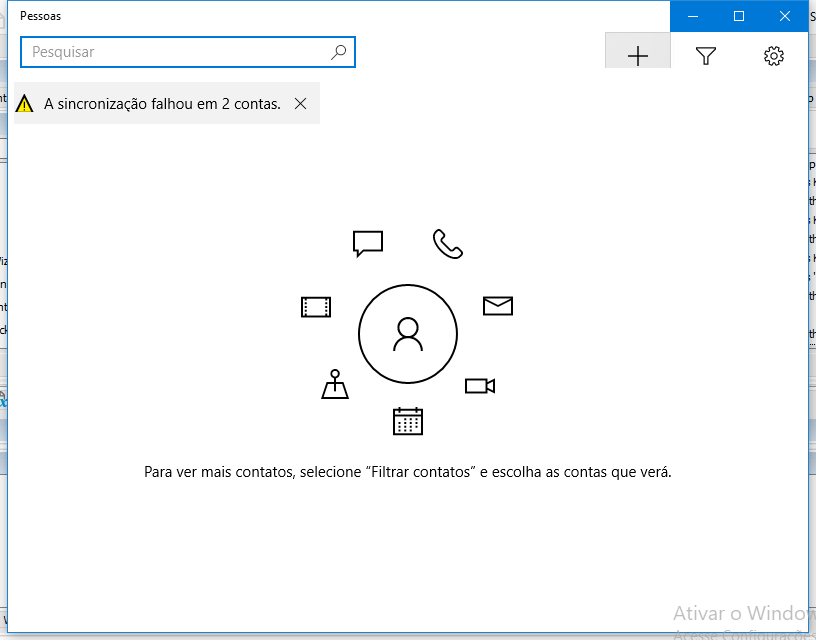 Pessoas
Pesquisar
A sincronização falhou em 2 contas.
Para ver mais contatos, selecione “Filtrar contatos” e escolha as contas que verá.
Ativar o Window
Acesse Configurações